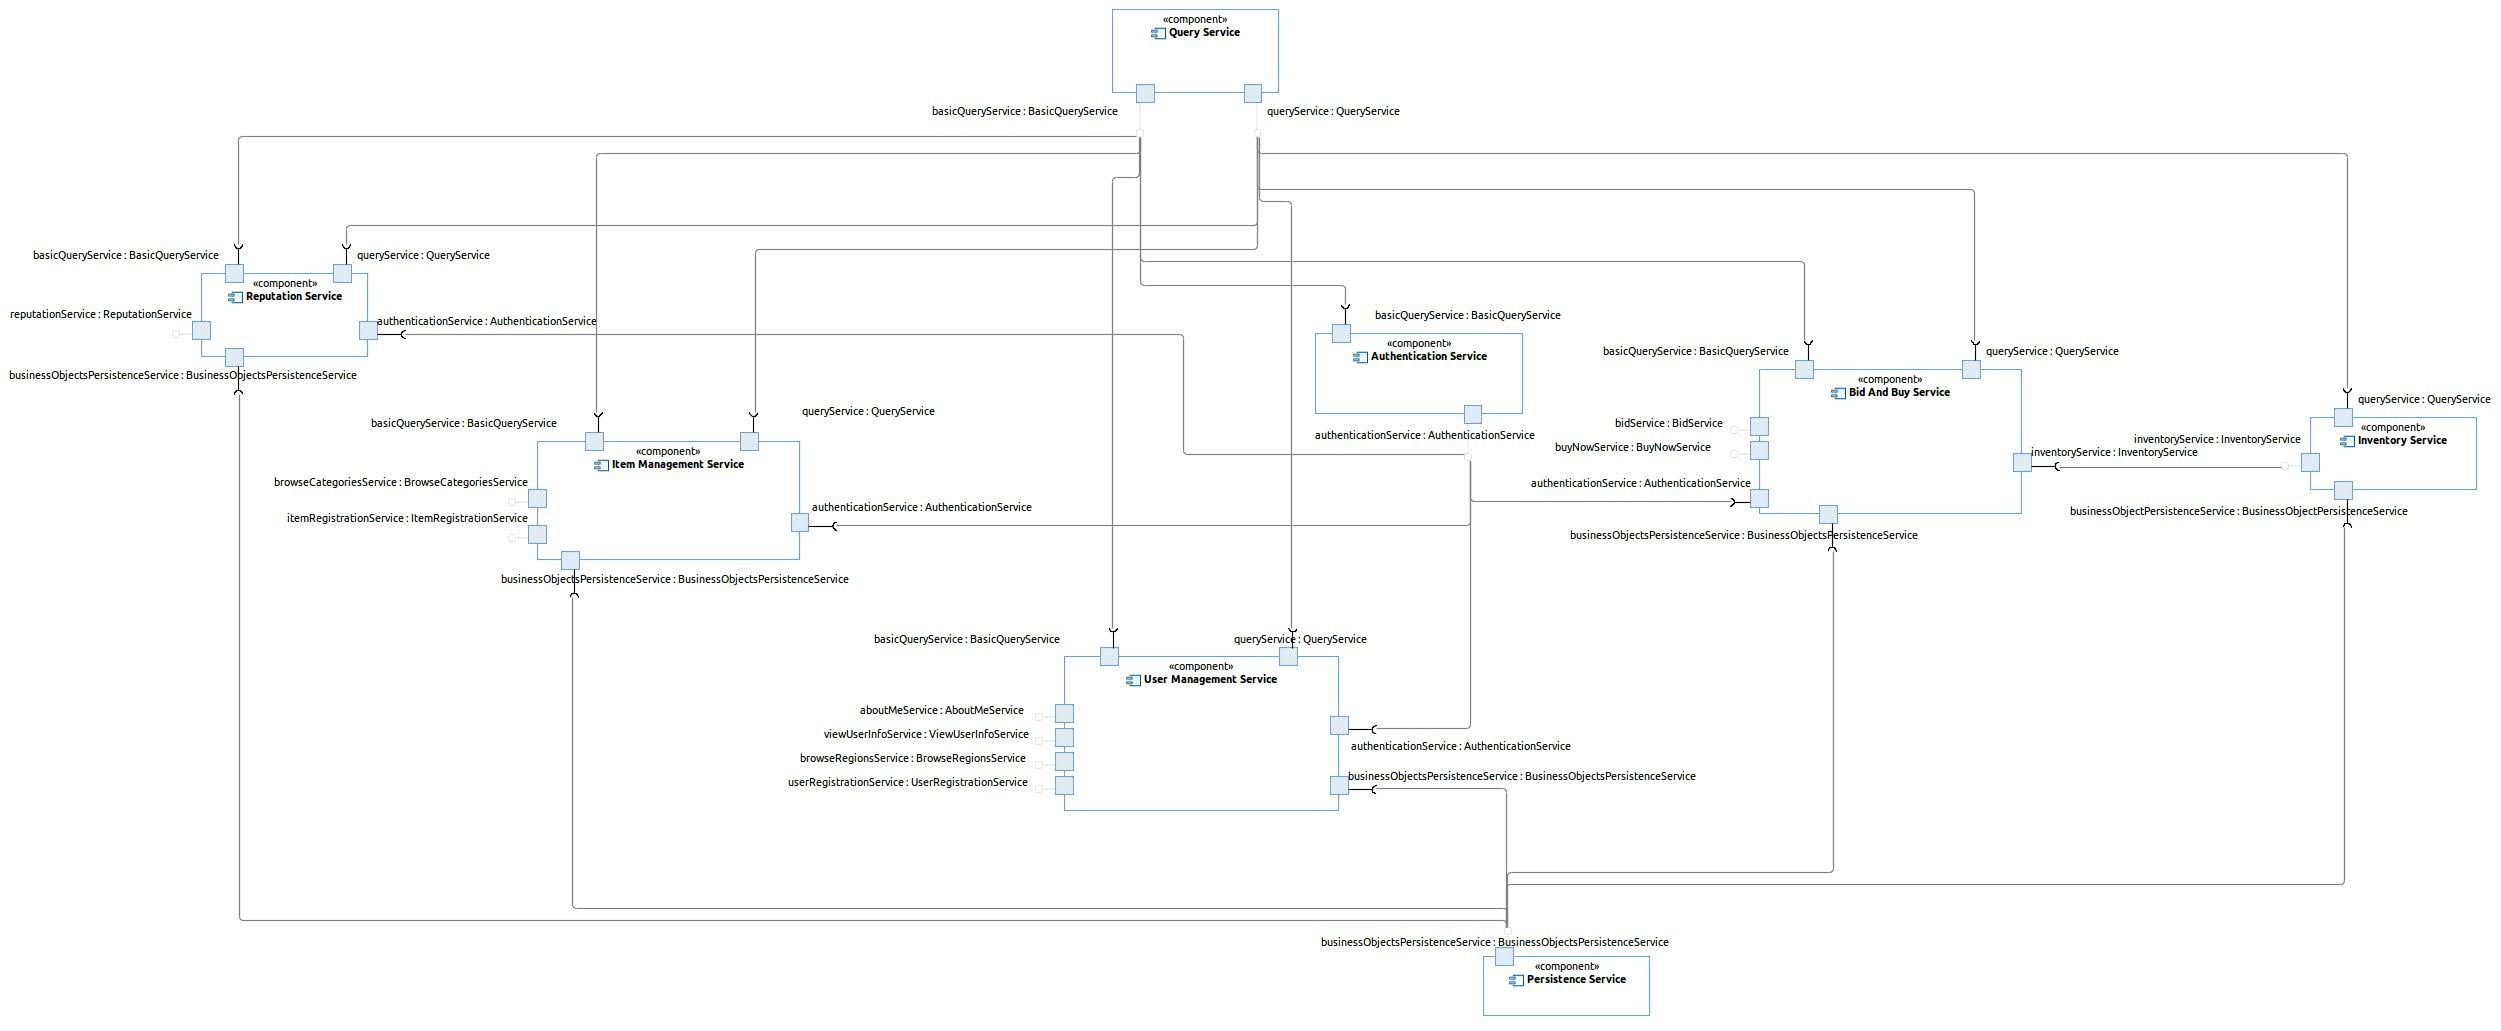 «component»
Query Service
basicQueryService : BasicQueryService
queryService : QueryService
basicQueryService : BasicQueryService
queryService : QueryService
«component»
Reputation Service
reputationService : ReputationService
authenticationService : AuthenticationService
businessObjectsPersistenceService : BusinessObjectsPersistenceService
basicQueryService : BasicQueryService
«component»
Authentication Service
authenticationService : AuthenticationService
basicQueryService : BasicQueryService
queryService : QueryService
«component»
Bid And Buy Service
bidService : BidService
buyNowService : BuyNowService
authenticationService : AuthenticationService
inventoryService : InventoryService
businessObjectsPersistenceService : BusinessObjectsPersistenceService
queryService : QueryService
«component»
Inventory Service
inventoryService : InventoryService
businessObjectPersistenceService : BusinessObjectPersistenceService
basicQueryService : BasicQueryService
queryService : QueryService
«component»
Item Management Service
browseCategoriesService : BrowseCategoriesService
itemRegistrationService : ItemRegistrationService
authenticationService : AuthenticationService
businessObjectsPersistenceService : BusinessObjectsPersistenceService
basicQueryService : BasicQueryService
queryService : QueryService
«component»
User Management Service
aboutMeService : AboutMeService
viewUserInfoService : ViewUserInfoService
browseRegionsService : BrowseRegionsService
userRegistrationService : UserRegistrationService
authenticationService : AuthenticationService
businessObjectsPersistenceService : BusinessObjectsPersistenceService
businessObjectsPersistenceService : BusinessObjectsPersistenceService
«component»
Persistence Service